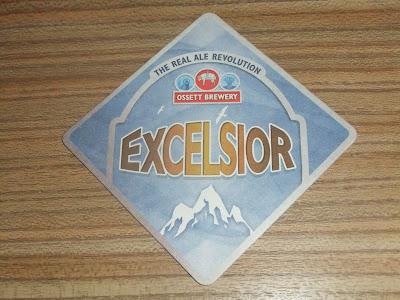 THE REAL ALE REVOLUTION
OSSETT BREWERY
EXCELSIOR